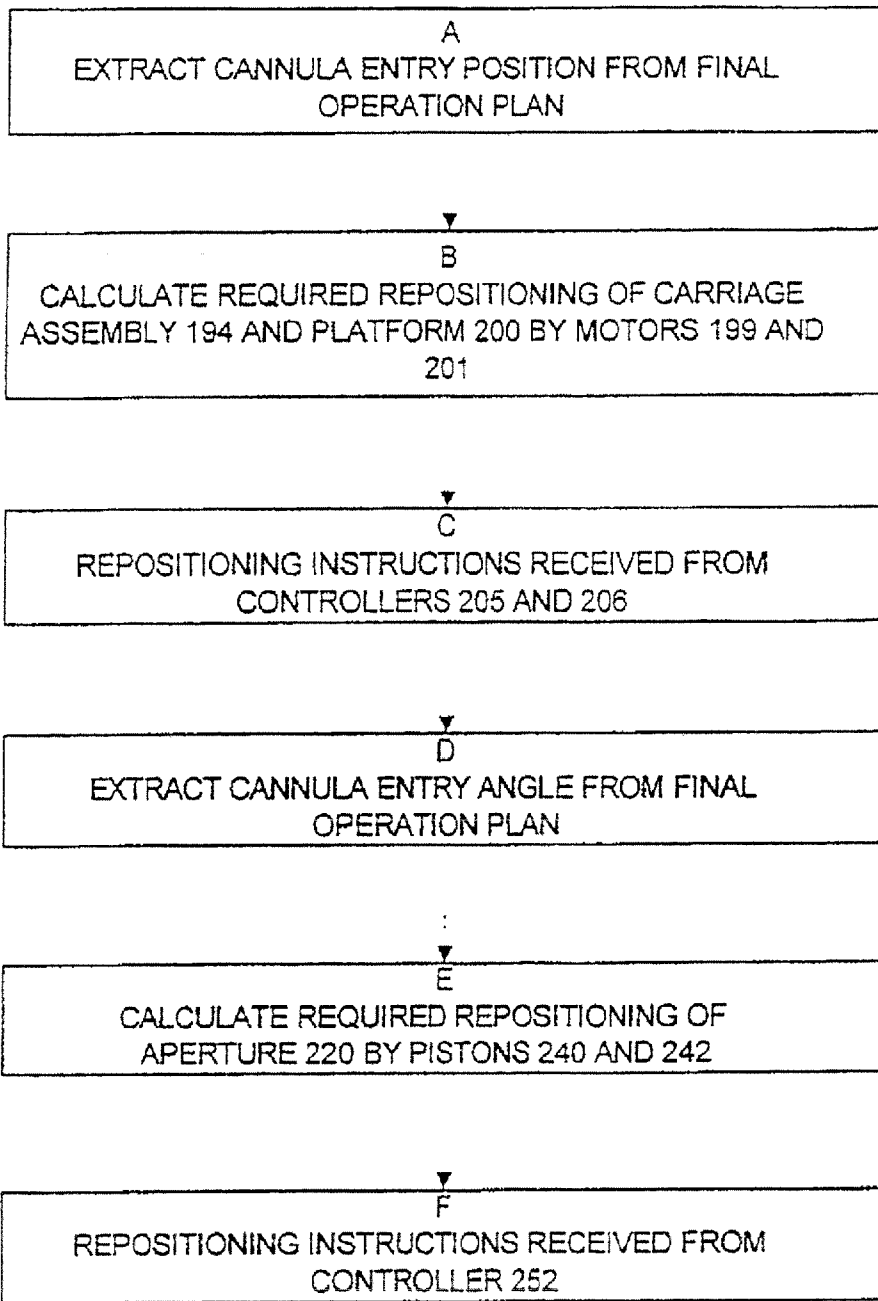 A
EXTRACT CANNULA ENTRY POSITION FROM FINAL
OPERATION PLAN
B
CALCULATE REQUIRED REPOSITIONING OF CARRIAGE
ASSEMBLY 194 AND PLATFORM 200 BY MOTORS 199 AND
201
C
REPOSITIONING INSTRUCTIONS RECEIVED FROM
CONTROLLERS 205 AND 206
D
EXTRACT CANNULA ENTRY ANGLE FROM FINAL
OPERATION PLAN
E
CALCULATE REQUIRED REPOSITIONING OF
APERTURE 220 BY PISTONS 240 AND 242
F
REPOSITIONING INSTRUCTIONS RECEIVED FROM
CONTROLLER 252